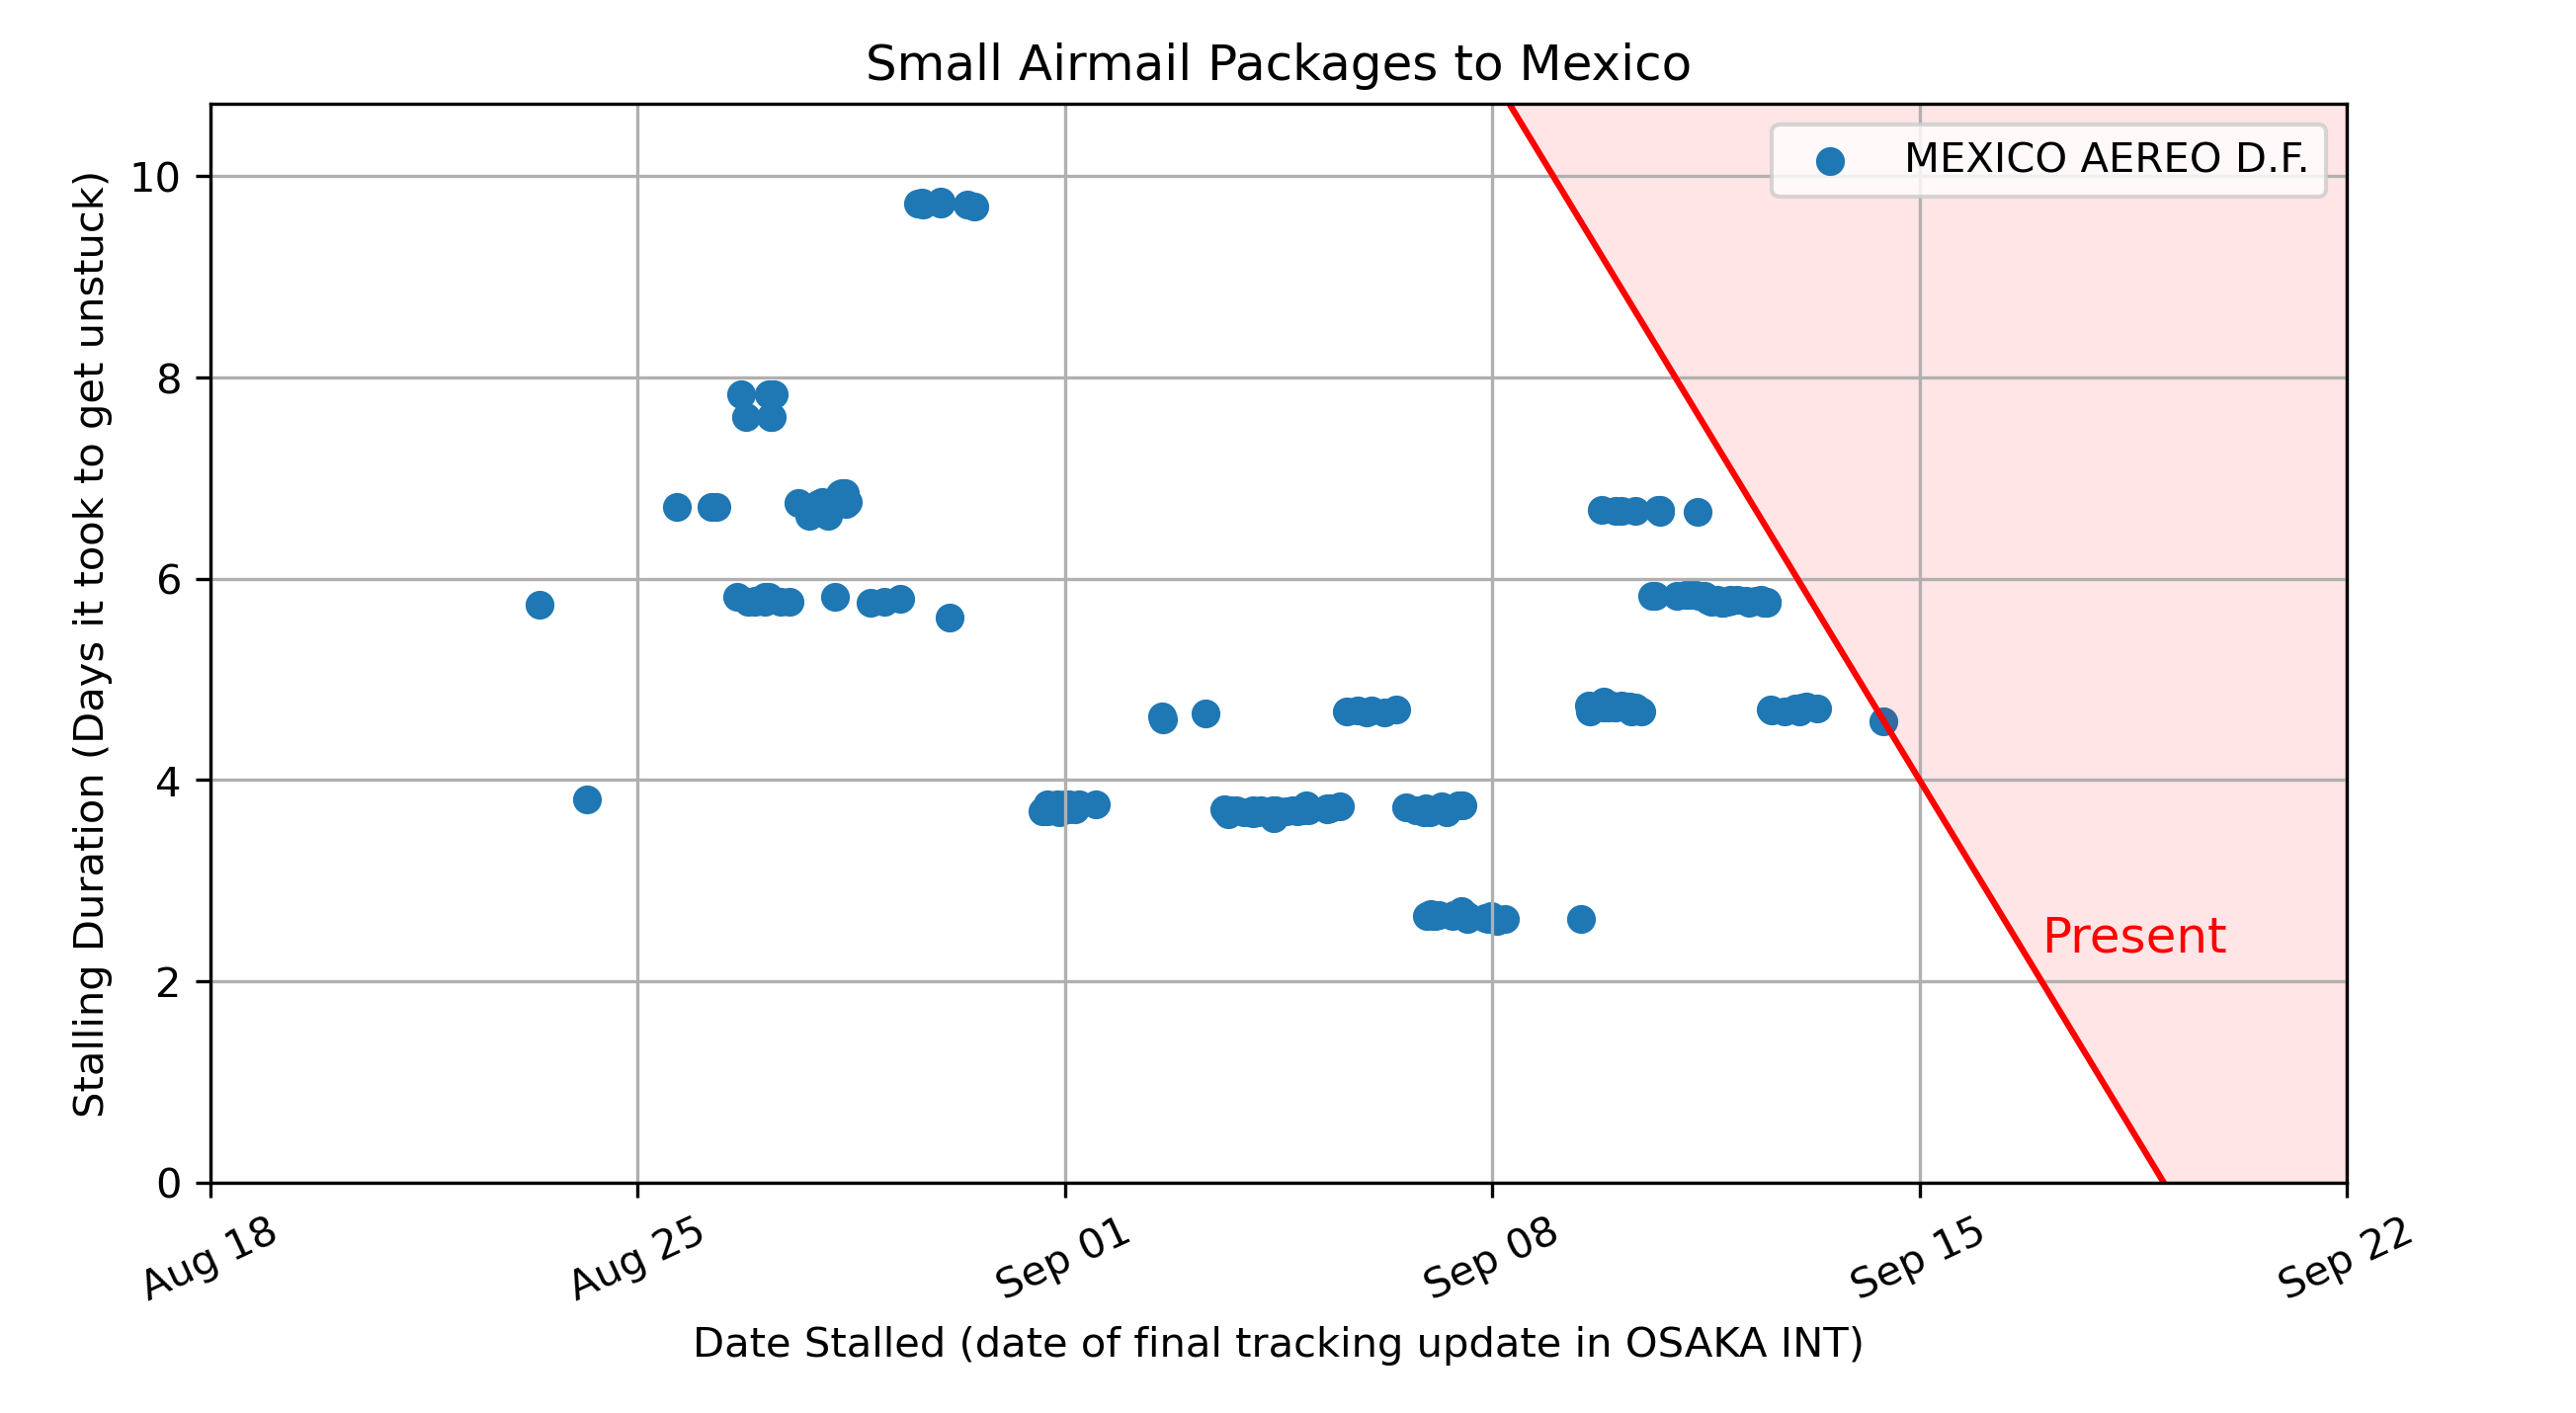 Small Airmail Packages to Mexico
MEXICO AEREO D.F.
Stalling Duration (Days it took to get unstuck)
10
8
6
4
2
0
Present
Aug 18
Aug 25
Sep 01
Sep 08
Sep 15
Sep 22
Date Stalled (date of final tracking update in OSAKA INT)